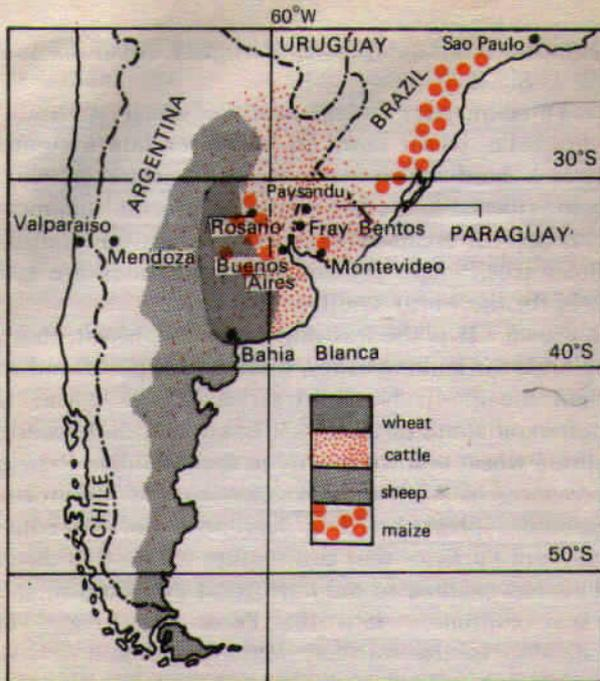 60°W
URUGUAY
Sao Paulo
BRAZIL
ARGENTINA
30°S
Paysandu
Rosario
Fray Bentos
PARAGUAY
Valparaiso
Mendoza
Buenos
Aires
Montevideo
Bahia Blanca
40°S
wheat
cattle
sheep
maize
CHILE
50°S